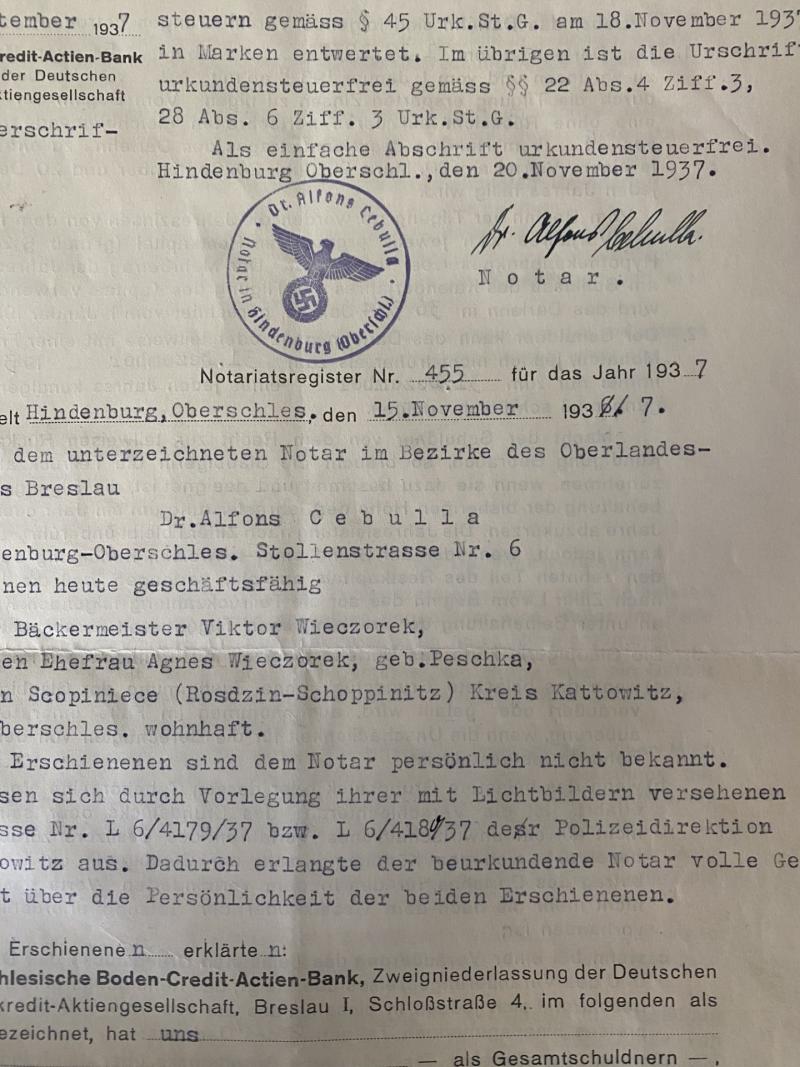 tember 1937
redit-Actien-Bank
der Deutschen
ktiengesellschaft
erschrif-
steuern gemäss § 45 Urk.St.G. am 18.November 1937
in Marken entwertet. Im übrigen ist die Urschrift
urkundensteuerfrei gemäss §§ 22 Abs.4 Ziff.3,
28 Abs. 6 Ziff. 3 Urk.St.G.
Als einfache Abschrift urkundensteuerfrei.
Hindenburg Oberschl., den 20.November 1937.
Dr. Alfons Cebulla
Notar in Hindenburg (Oberschl.)
Dr. Alfons Cebulla.
Notar.
Notariatsregister Nr. 455 für das Jahr 1937
elt Hindenburg, Oberschles. den 15.November 193 7.
dem unterzeichneten Notar im Bezirke des Oberlandes-
s Breslau
Dr.Alfons Cebulla
enburg-Oberschles. Stollenstrasse Nr. 6
nen heute geschäftsfähig
Bäckermeister Viktor Wieczorek,
en Ehefrau Agnes Wieczorek, geb.Peschka,
n Scopiniece (Rosdzin-Schoppinitz) Kreis Kattowitz,
berschles. wohnhaft.
Erschienenen sind dem Notar persönlich nicht bekannt.
sen sich durch Vorlegung ihrer mit Lichtbildern versehenen
sse Nr. L 6/4179/37 bzw. L der Polizeidirektion
owitz aus. Dadurch erlangte der beurkundende Notar volle Ge
t über die Persönlichkeit der beiden Erschienenen.
Erschienenen erklärten:
hlesische Boden-Credit-Actien-Bank, Zweigniederlassung der Deutschen
kredit-Aktiengesellschaft, Breslau I, Schloßstraße 4, im folgenden als
ezeichnet, hat uns
— als Gesamtschuldnern —,